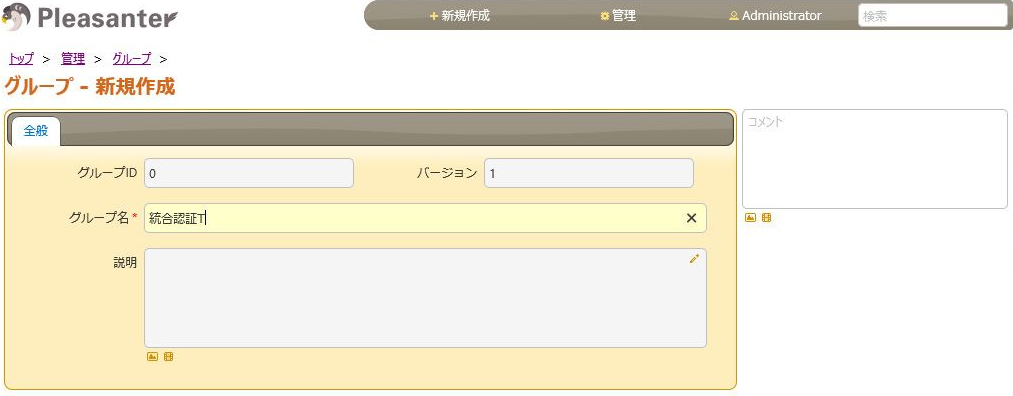 Pleasanter
新規作成 管理 Administrator 検索
トップ > 管理 > グループ >
グループ - 新規作成
全般
コメント
グループID 0 バージョン 1
グループ名* 統合認証T ×
説明